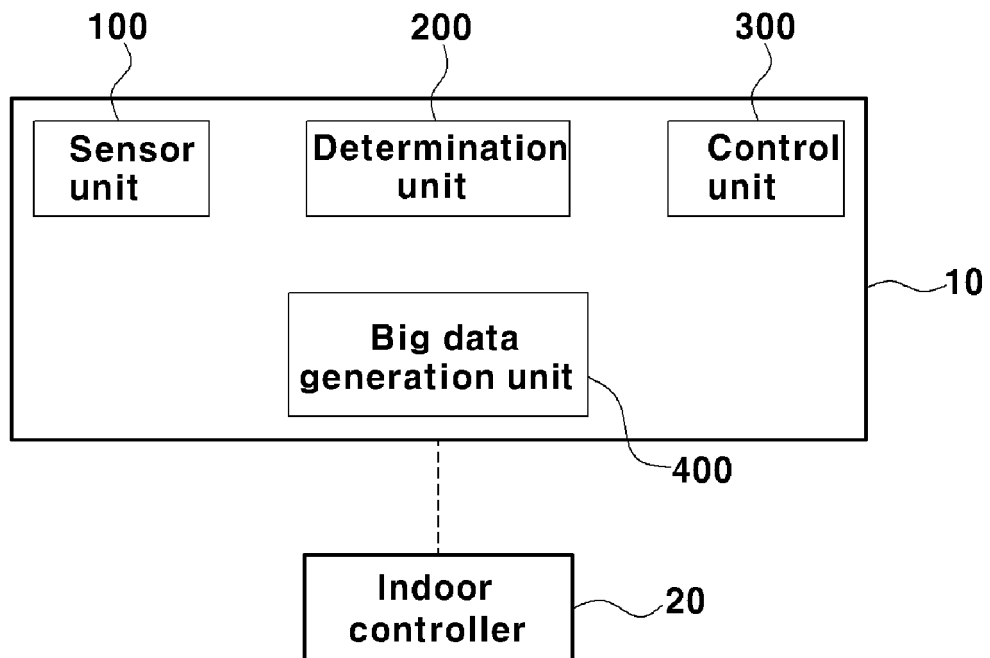 100
200
300
Sensor
unit
Determination
unit
Control
unit
10
Big data
generation unit
400
Indoor
controller
20